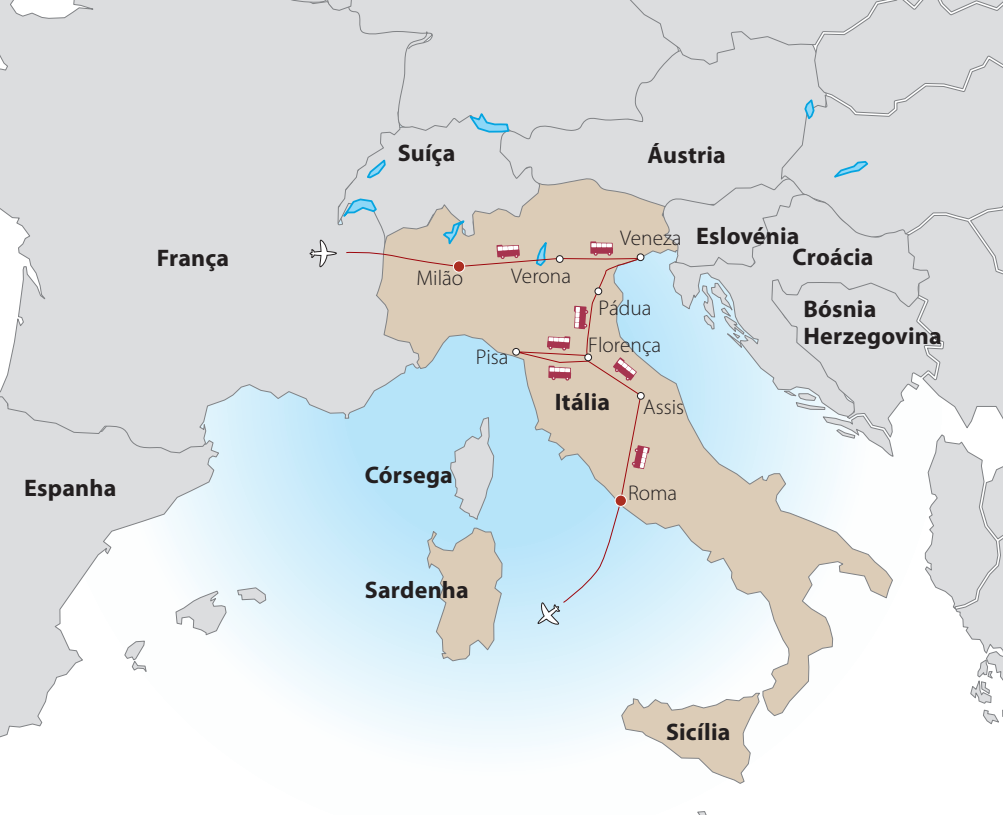 Suíça
Áustria
Veneza
Eslovénia
França
Croácia
Milão
Verona
Pádua
Bósnia
Herzegovina
Florença
Pisa
Itália
Assis
Córsega
Espanha
Roma
Sardenha
Sicília